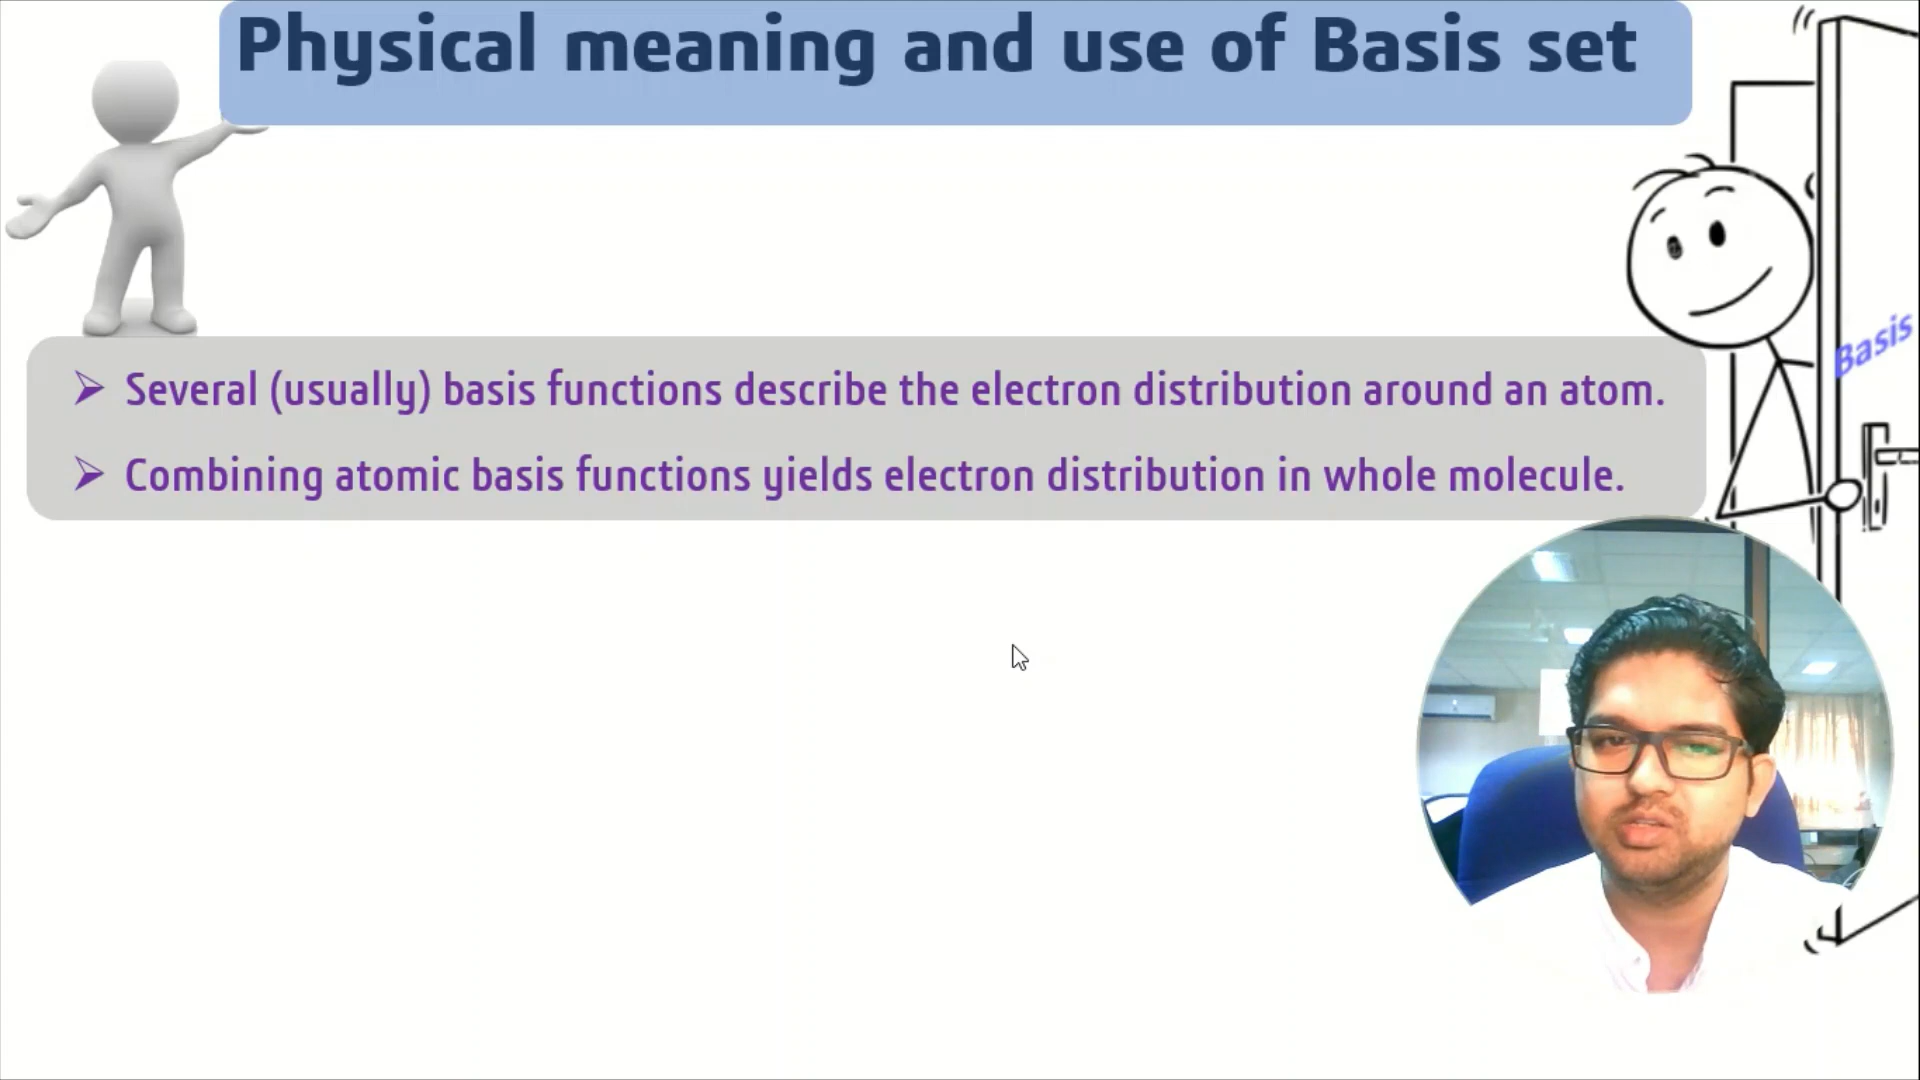 Physical meaning and use of Basis set
Basis
➢ Several (usually) basis functions describe the electron distribution around an atom.
➢ Combining atomic basis functions yields electron distribution in whole molecule.